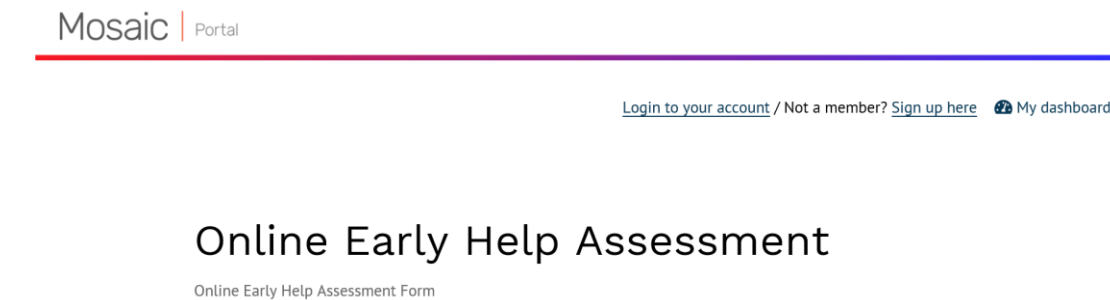 Mosaic | Portal
Login to your account / Not a member? Sign up here My dashboard
Online Early Help Assessment
Online Early Help Assessment Form